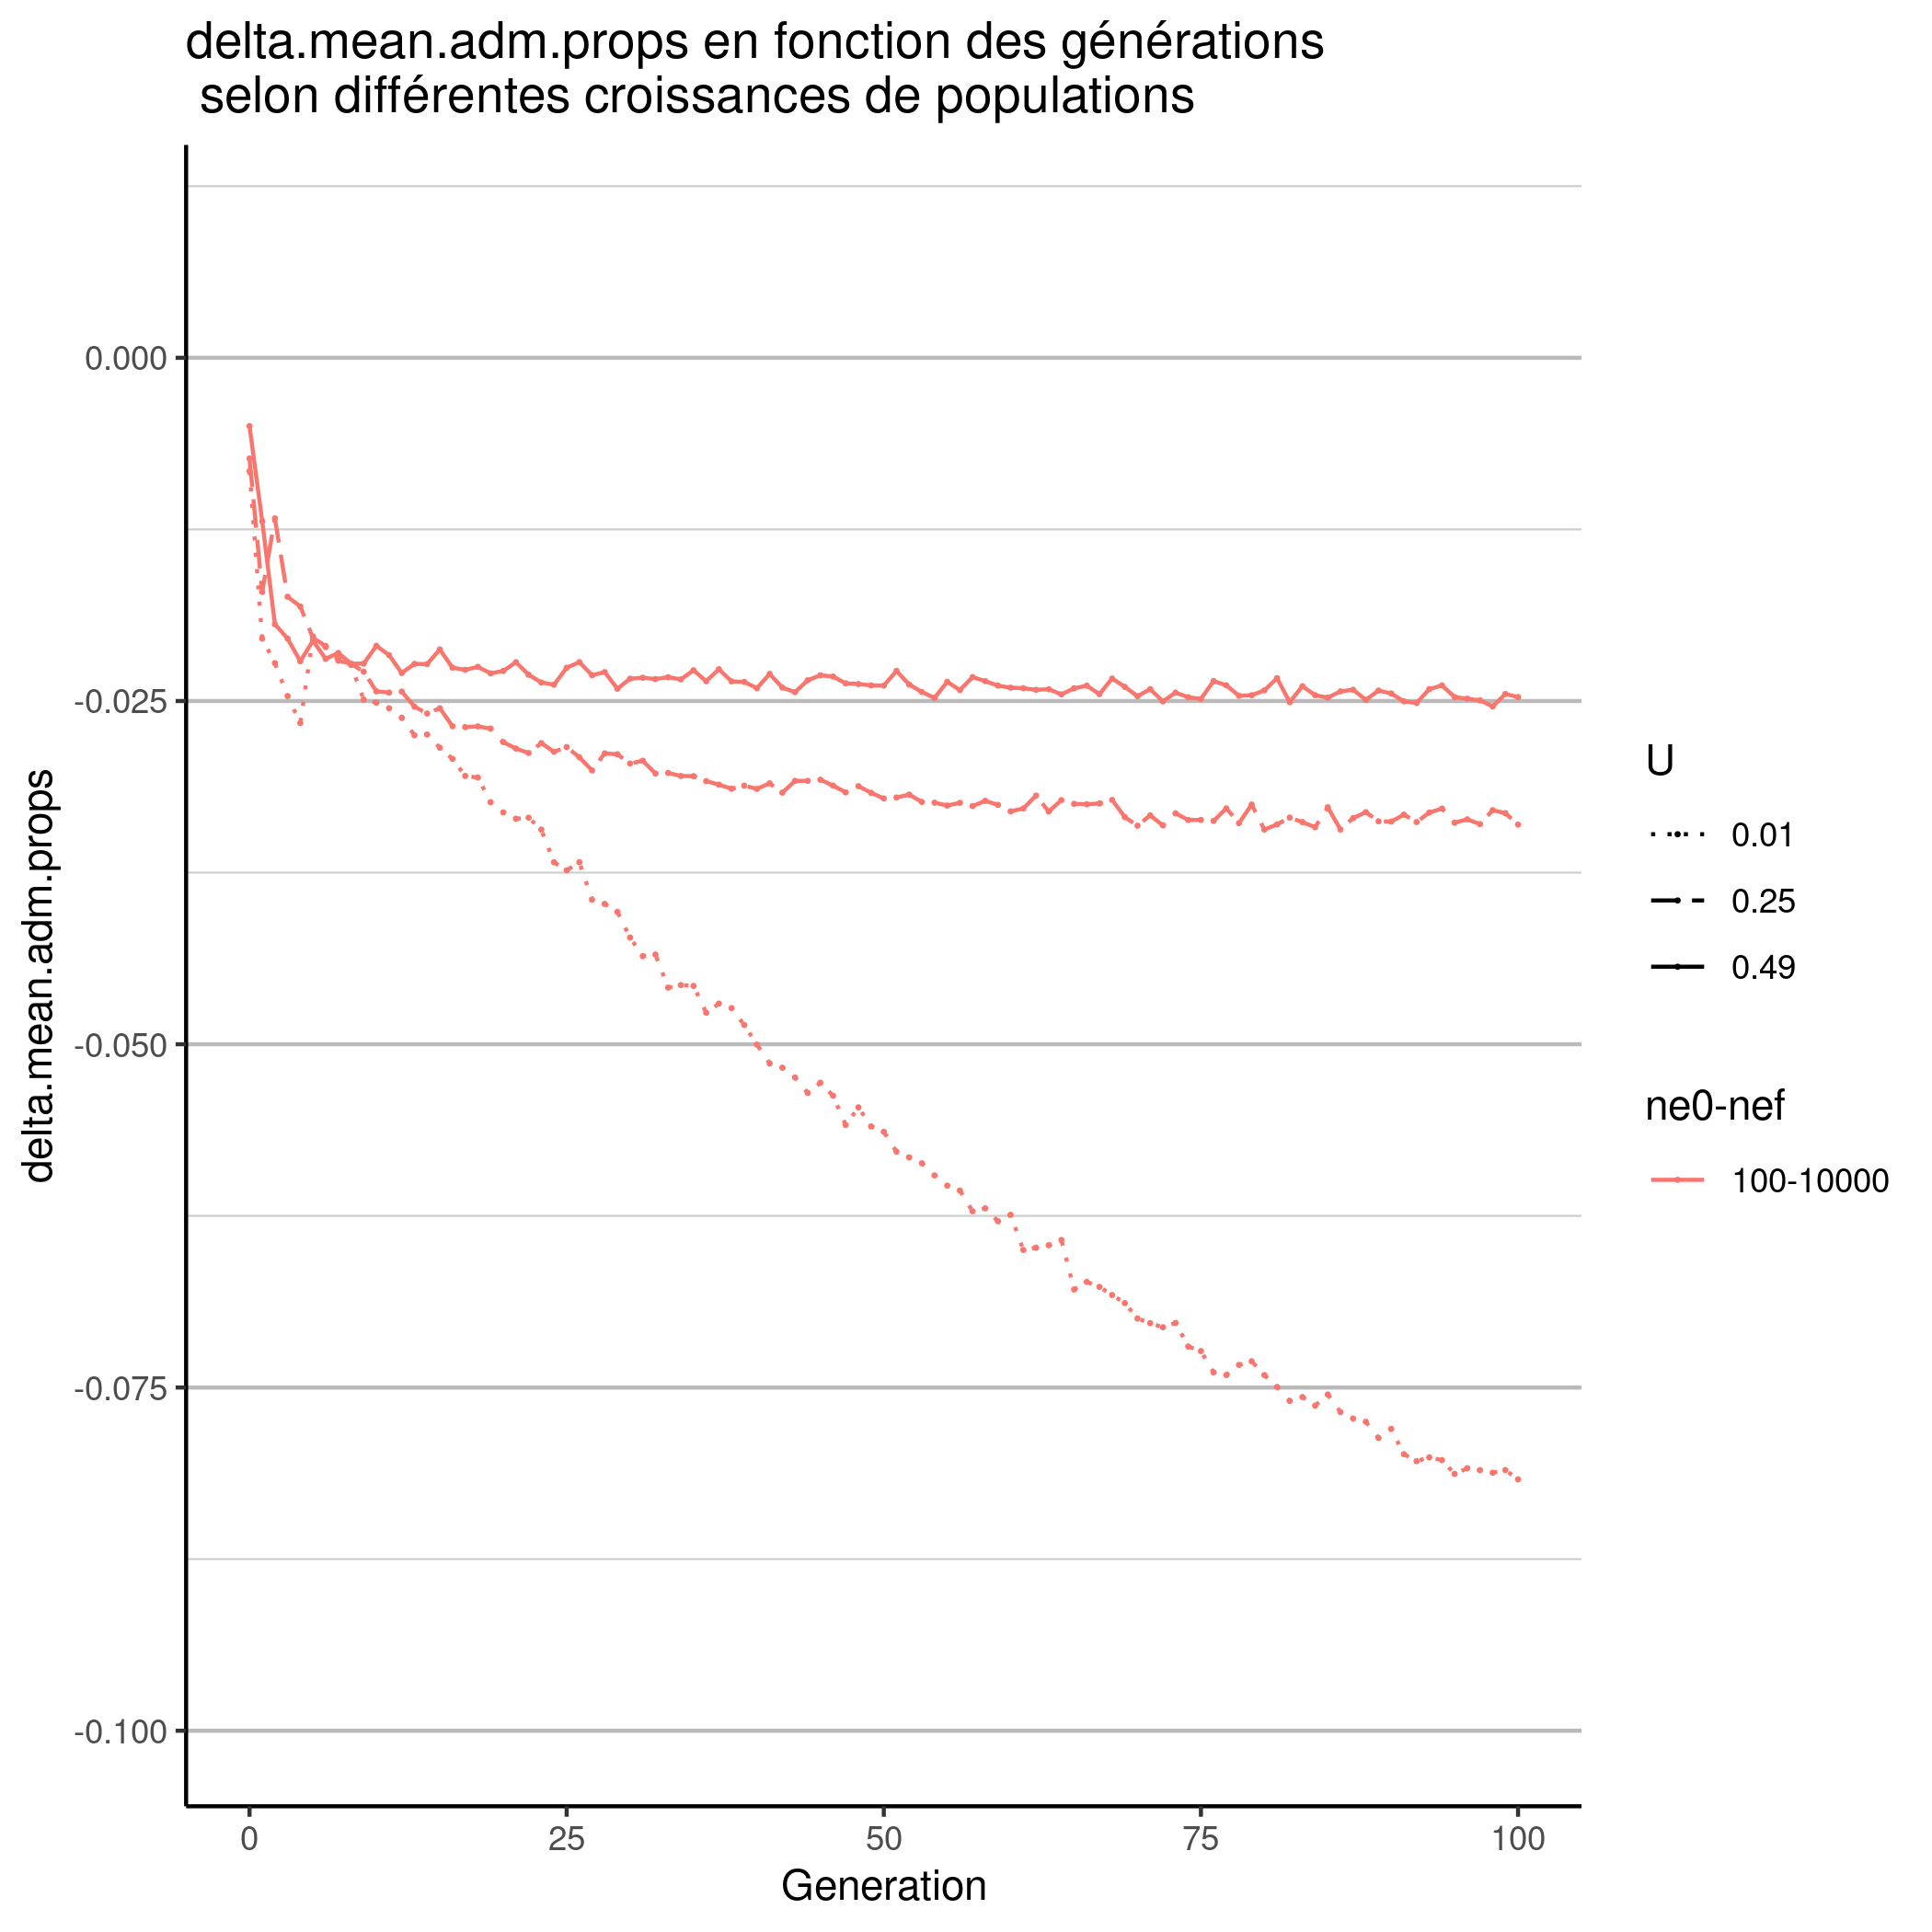 delta.mean.adm.props en fonction des générations
selon différentes croissances de populations
delta.mean.adm.props
0.000
-0.025
-0.050
-0.075
-0.100
0
25
50
75
100
Generation
U
0.01
0.25
0.49
ne0-nef
100-10000